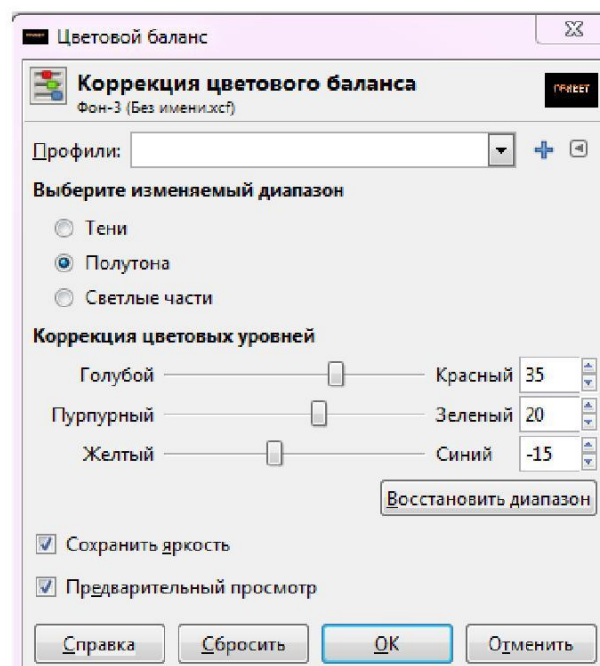 Цветовой баланс
Коррекция цветового баланса
Фон-3 (Без имени.xcf)
ПРИВЕТ
Профили:
Выберите изменяемый диапазон
Тени
Полутона
Светлые части
Коррекция цветовых уровней
Голубой Красный 35
Пурпурный Зеленый 20
Желтый Синий -15
Восстановить диапазон
Сохранить яркость
Предварительный просмотр
Справка Сбросить OK Отменить